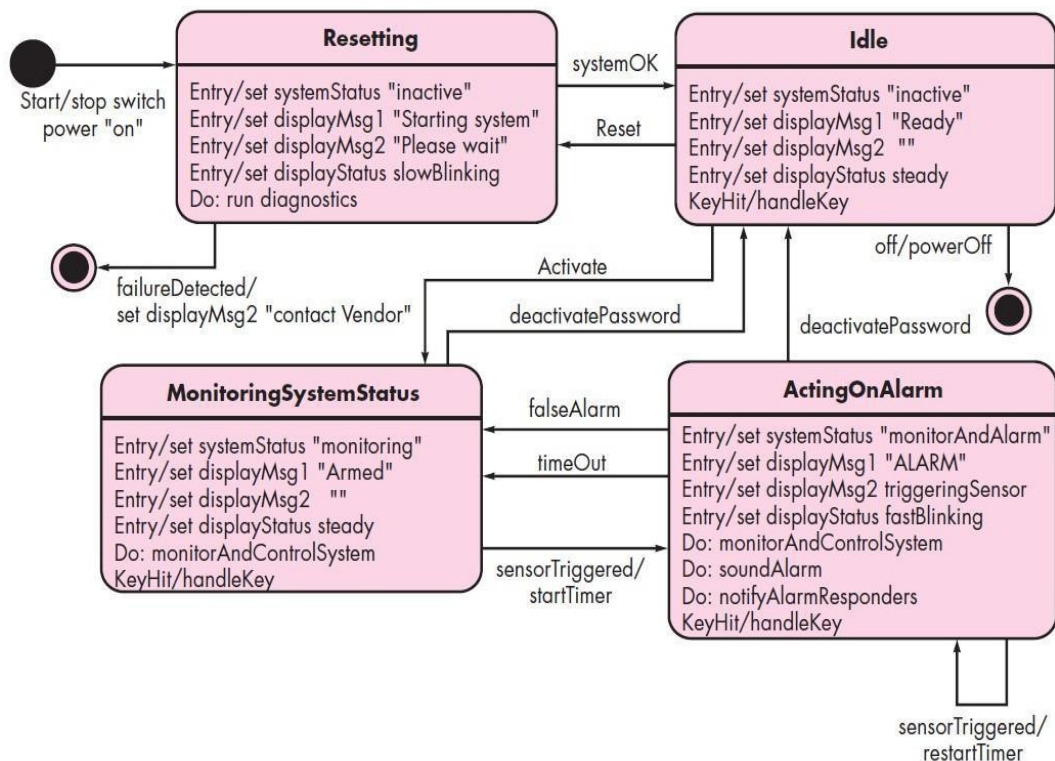 Resetting
Entry/set systemStatus "inactive"
Entry/set displayMsg1 "Starting system"
Entry/set displayMsg2 "Please wait"
Entry/set displayStatus slowBlinking
Do: run diagnostics
Start/stop switch
power "on"
systemOK
Reset
Idle
Entry/set systemStatus "inactive"
Entry/set displayMsg1 "Ready"
Entry/set displayMsg2 ""
Entry/set displayStatus steady
KeyHit/handleKey
failureDetected/
set displayMsg2 "contact Vendor"
Activate
deactivatePassword
off/powerOff
deactivatePassword
MonitoringSystemStatus
Entry/set systemStatus "monitoring"
Entry/set displayMsg1 "Armed"
Entry/set displayMsg2 ""
Entry/set displayStatus steady
Do: monitorAndControlSystem
KeyHit/handleKey
falseAlarm
timeOut
sensorTriggered/
startTimer
ActingOnAlarm
Entry/set systemStatus "monitorAndAlarm"
Entry/set displayMsg1 "ALARM"
Entry/set displayMsg2 triggeringSensor
Entry/set displayStatus fastBlinking
Do: monitorAndControlSystem
Do: soundAlarm
Do: notifyAlarmResponders
KeyHit/handleKey
sensorTriggered/
restartTimer